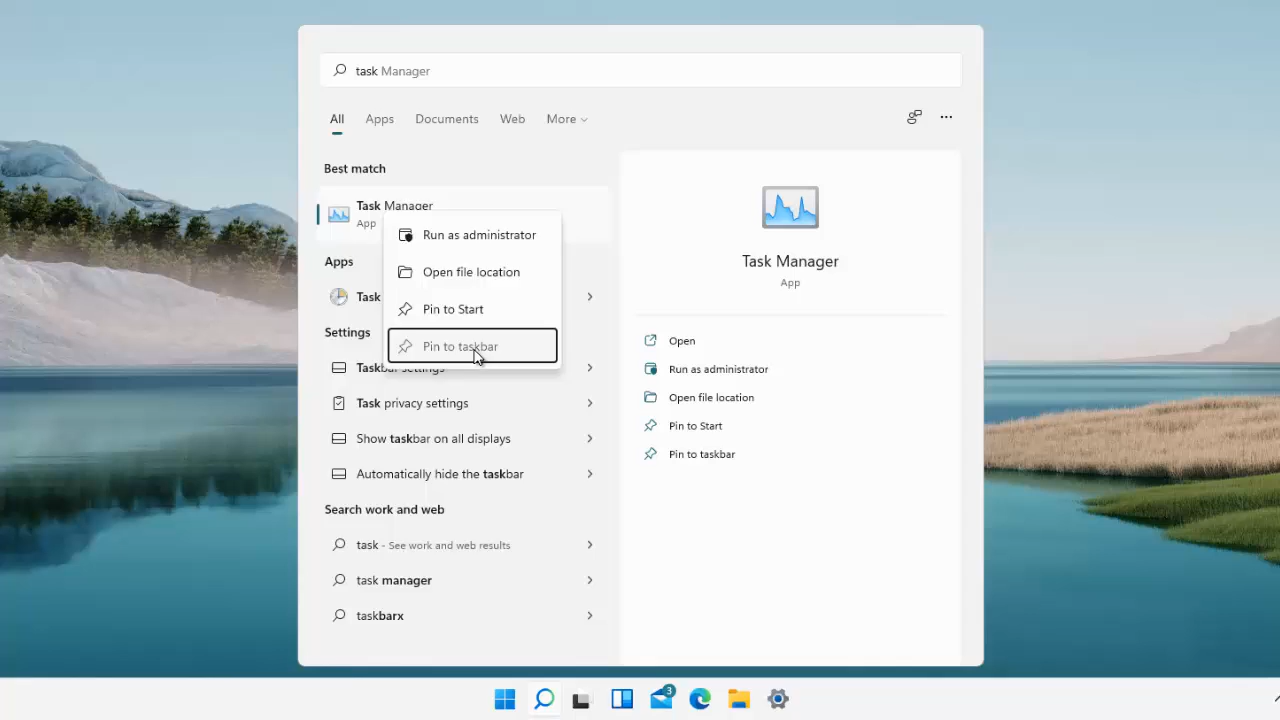 task Manager
All Apps Documents Web More
Best match
Task Manager
App
Run as administrator
Open file location
Pin to Start
Pin to taskbar
Apps
Task
Settings
Taskbar settings
Task privacy settings
Show taskbar on all displays
Automatically hide the taskbar
Search work and web
task - See work and web results
task manager
taskbarx
Task Manager
App
Open
Run as administrator
Open file location
Pin to Start
Pin to taskbar
3